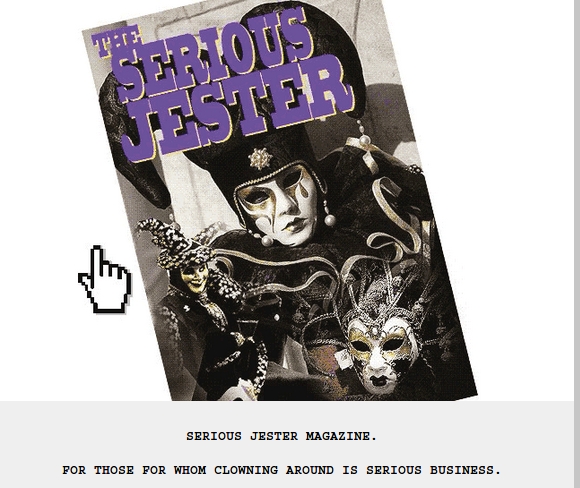 THE
SERIOUS
JESTER
SERIOUS JESTER MAGAZINE.
FOR THOSE FOR WHOM CLOWNING AROUND IS SERIOUS BUSINESS.